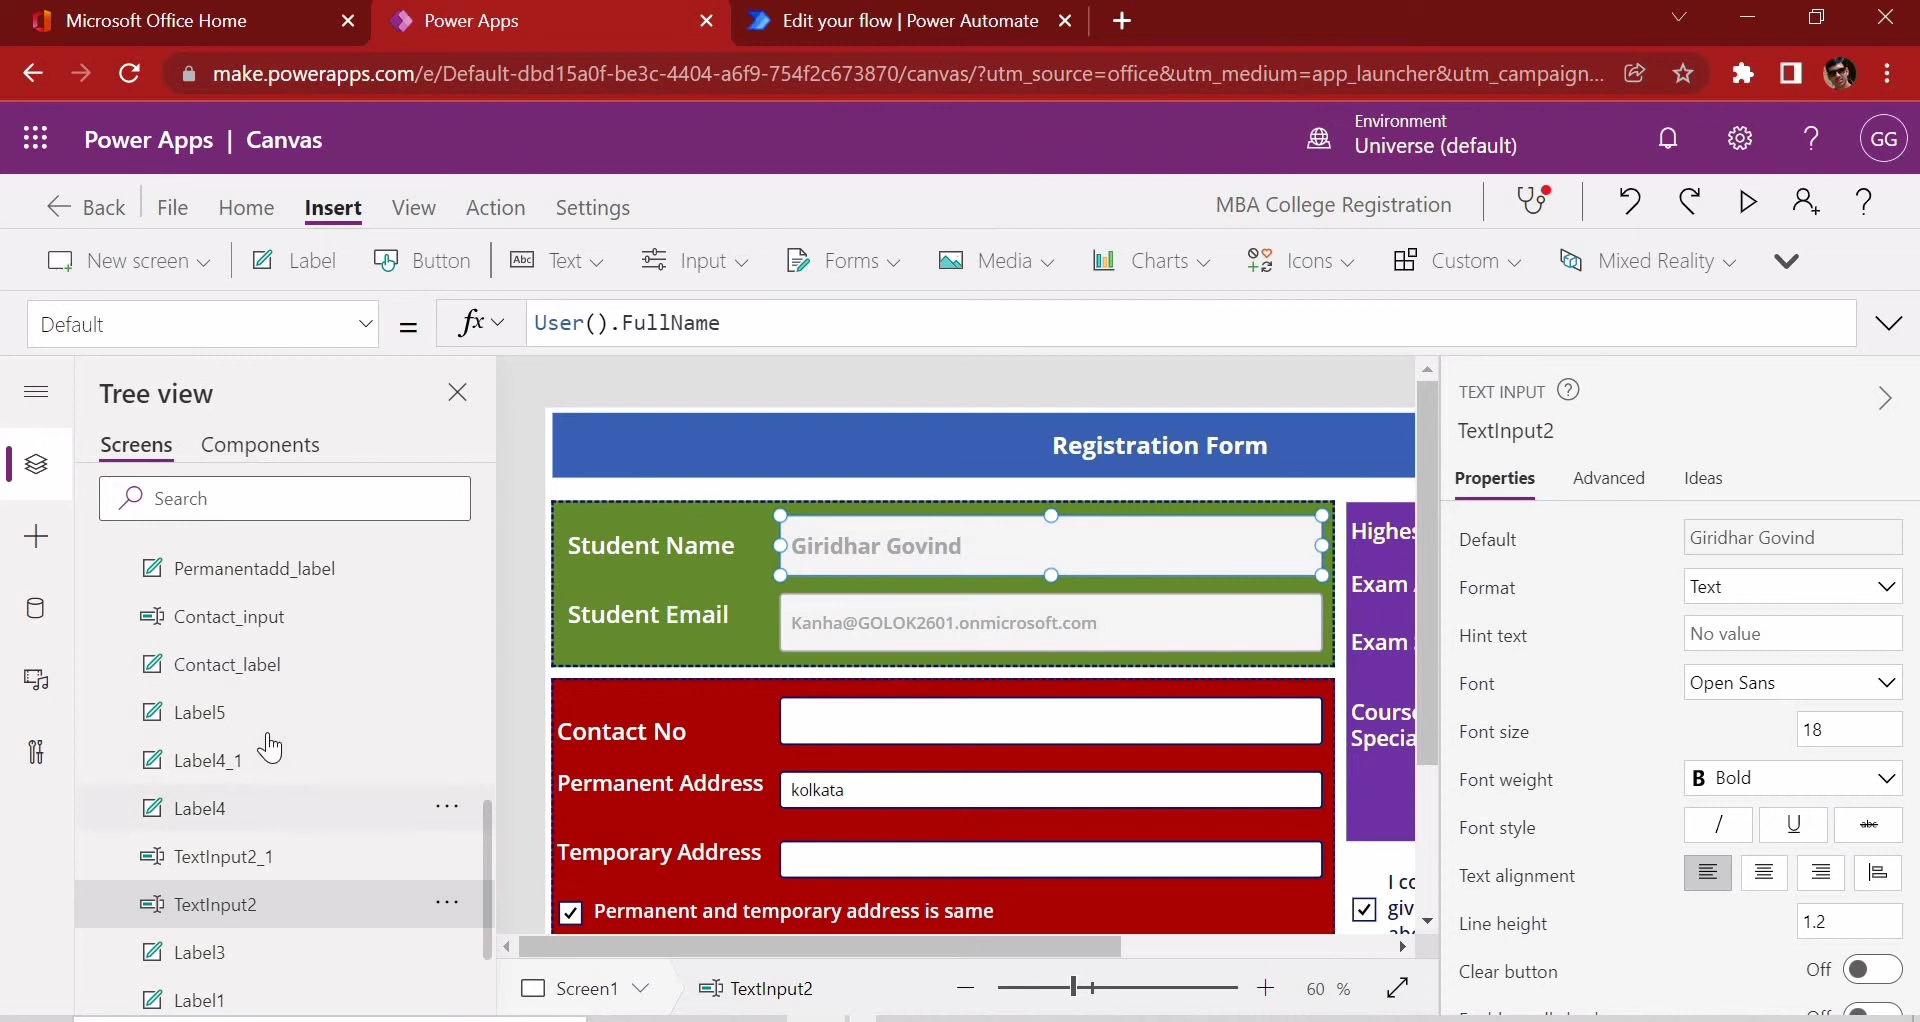 Microsoft Office Home
Power Apps
Edit your flow | Power Automate
make.powerapps.com/e/Default-dbd15a0f-be3c-4404-a6f9-754f2c673870/canvas/?utm_source=office&utm_medium=app_launcher&utm_campaign...
Power Apps | Canvas
Environment
Universe (default)
GG
Back
File
Home
Insert
View
Action
Settings
MBA College Registration
New screen
Label
Button
Abc Text
Input
Forms
Media
Charts
Icons
Custom
Mixed Reality
Default
=
fx
User().FullName
Tree view
Screens
Components
Search
Permanentadd_label
Contact_input
Contact_label
Label5
Label4_1
Label4
TextInput2_1
TextInput2
Label3
Label1
Registration Form
Student Name
Giridhar Govind
Student Email
Kanha@GOLOK2601.onmicrosoft.com
Contact No
Permanent Address
kolkata
Temporary Address
Permanent and temporary address is same
Highes
Exam
Exam
Cours
Specia
I co
giv
Screen1
TextInput2
60 %
TEXT INPUT
TextInput2
Properties
Advanced
Ideas
Default
Giridhar Govind
Format
Text
Hint text
No value
Font
Open Sans
Font size
18
Font weight
B Bold
Font style
/
U
abc
Text alignment
Line height
1.2
Clear button
Off